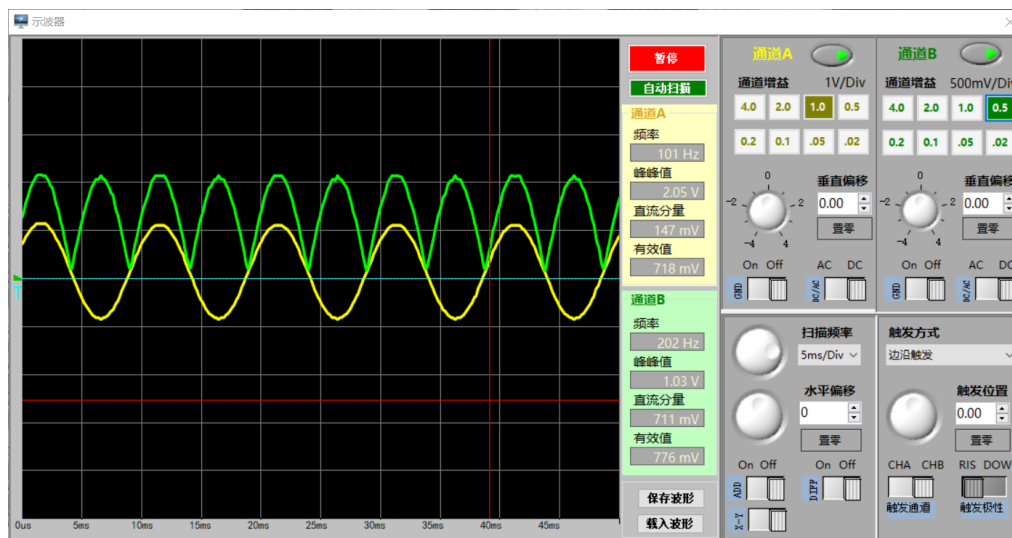 示波器
暂停
自动扫描
通道A
频率
101 Hz
峰峰值
2.05 V
直流分量
147 mV
有效值
718 mV
通道B
频率
202 Hz
峰峰值
1.03 V
直流分量
711 mV
有效值
776 mV
保存波形
载入波形
T
0us 5ms 10ms 15ms 20ms 25ms 30ms 35ms 40ms 45ms
通道A
通道增益 1V/Div
4.0 2.0 1.0 0.5
0.2 0.1 .05 .02
0
-2 2
-4 4
垂直偏移
0.00
置零
On Off AC DC
GND DC/AC
通道B
通道增益 500mV/Div
4.0 2.0 1.0 0.5
0.2 0.1 .05 .02
0
-2 2
-4 4
垂直偏移
0.00
置零
On Off AC DC
GND DC/AC
扫描频率
5ms/Div
水平偏移
0
置零
On Off On Off
ADD DIFF
X-Y
触发方式
边沿触发
触发位置
0.00
置零
CHA CHB RIS DOW
触发通道 触发极性